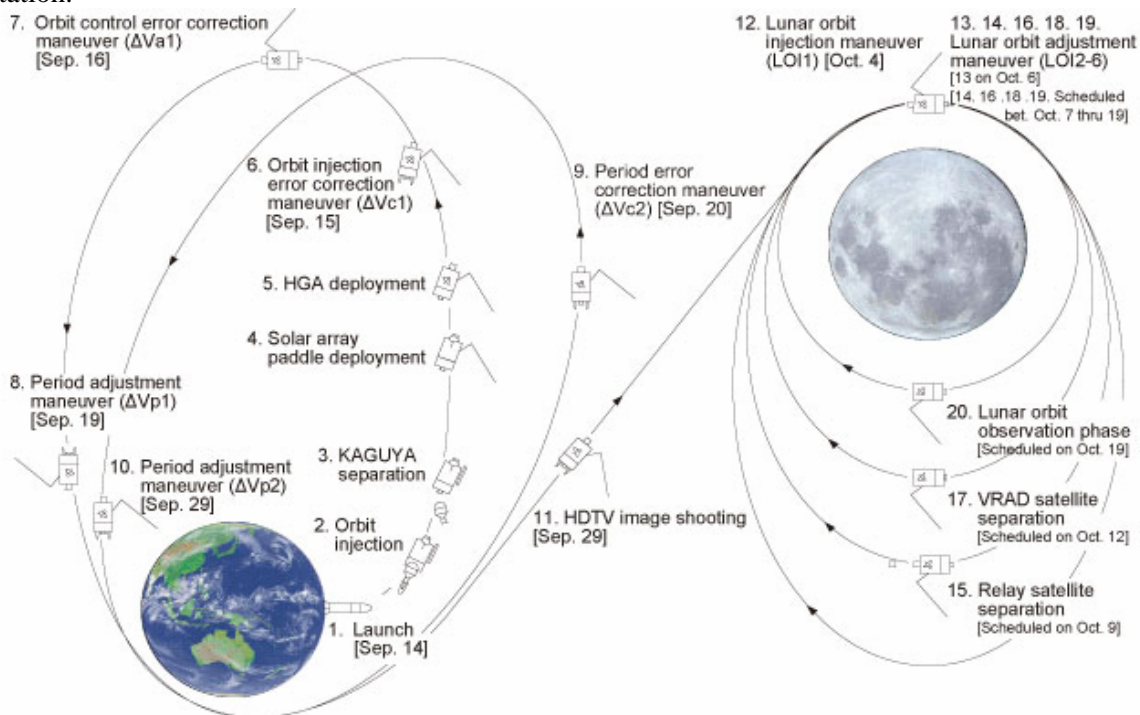 tation.
7. Orbit control error correction
maneuver (ΔVa1)
[Sep. 16]
12. Lunar orbit
injection maneuver
(LOI1) [Oct. 4]
13. 14. 16. 18. 19.
Lunar orbit adjustment
maneuver (LOI2-6)
[13 on Oct. 6]
[14. 16 .18 .19. Scheduled
bet. Oct. 7 thru 19]
6. Orbit injection
error correction
maneuver (ΔVc1)
[Sep. 15]
9. Period error
correction maneuver
(ΔVc2) [Sep. 20]
5. HGA deployment
4. Solar array
paddle deployment
8. Period adjustment
maneuver (ΔVp1)
[Sep. 19]
10. Period adjustment
maneuver (ΔVp2)
[Sep. 29]
3. KAGUYA
separation
2. Orbit
injection
1. Launch
[Sep. 14]
11. HDTV image shooting
[Sep. 29]
20. Lunar orbit
observation phase
[Scheduled on Oct. 19]
17. VRAD satellite
separation
[Scheduled on Oct. 12]
15. Relay satellite
separation
[Scheduled on Oct. 9]